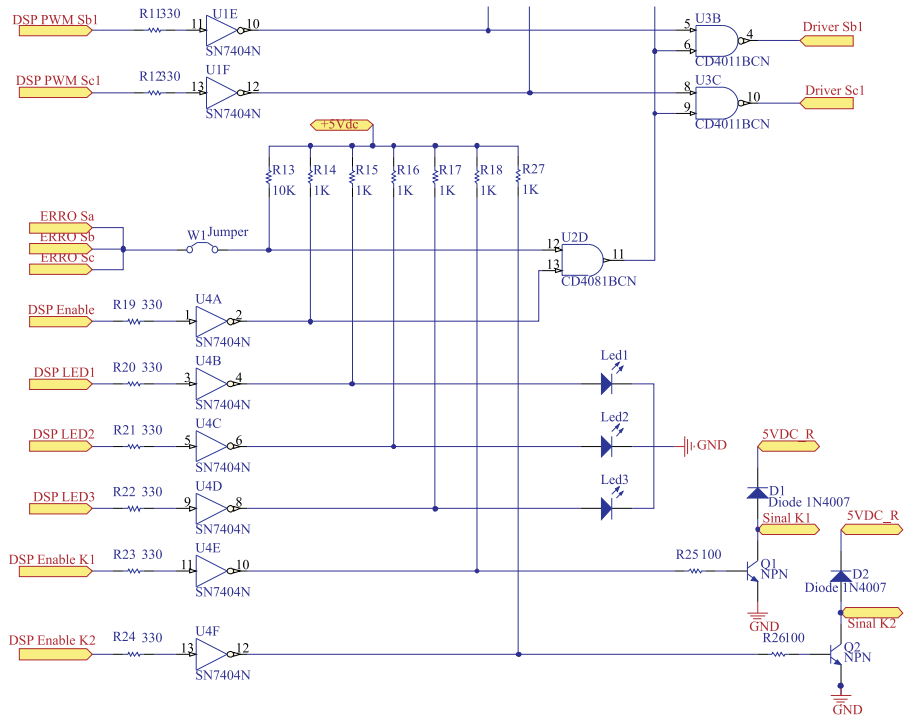 DSP PWM Sb1
R11330
U1E
11
10
SN7404N
U3B
5
6
4
CD4011BCN
Driver Sb1
DSP PWM Sc1
R12330
U1F
13
12
SN7404N
U3C
8
9
10
CD4011BCN
Driver Sc1
+5Vdc
R13
10K
R14
1K
R15
1K
R16
1K
R17
1K
R18
1K
R27
1K
ERRO Sa
ERRO Sb
ERRO Sc
W1
Jumper
U2D
12
13
11
CD4081BCN
DSP Enable
R19 330
U4A
1
2
SN7404N
DSP LED1
R20 330
U4B
3
4
SN7404N
Led1
DSP LED2
R21 330
U4C
5
6
SN7404N
Led2
GND
DSP LED3
R22 330
U4D
9
8
SN7404N
Led3
5VDC_R
D1
Diode 1N4007
Sinal K1
DSP Enable K1
R23 330
U4E
11
10
SN7404N
R25100
Q1
NPN
GND
5VDC_R
D2
Diode 1N4007
Sinal K2
DSP Enable K2
R24 330
U4F
13
12
SN7404N
R26100
Q2
NPN
GND